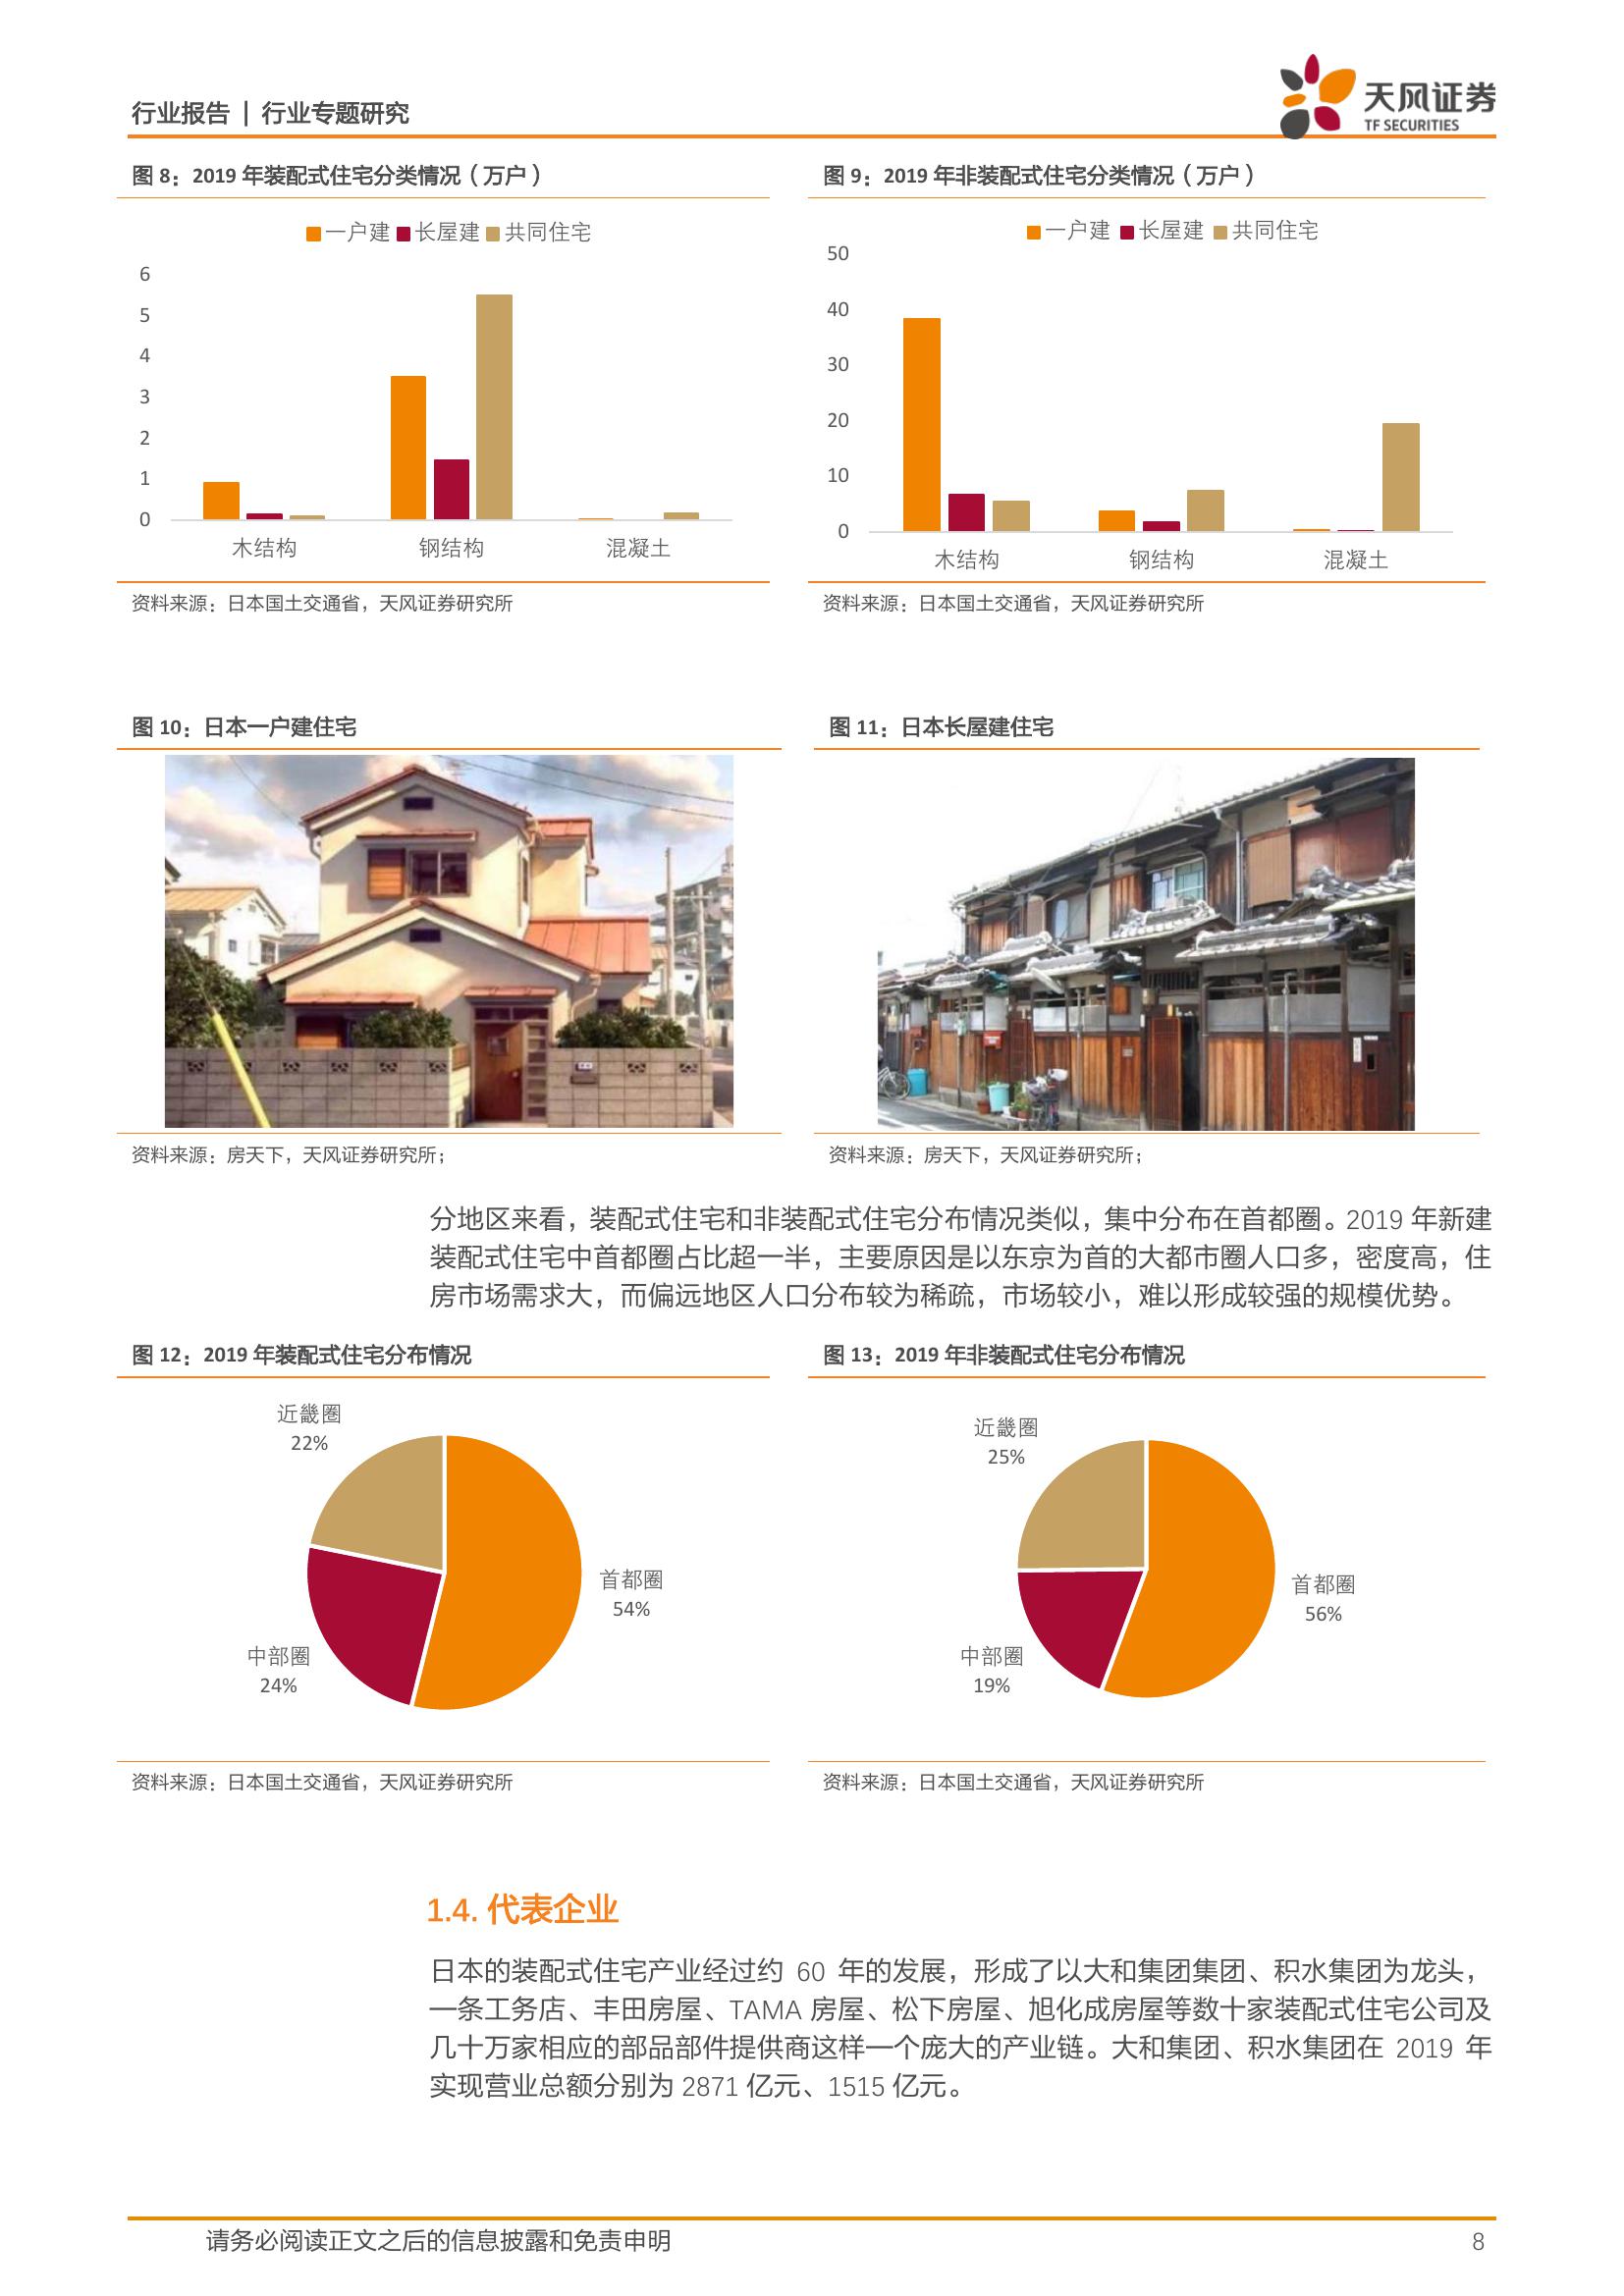 行业报告 | 行业专题研究
天风证券
TF SECURITIES
图 8：2019 年装配式住宅分类情况（万户）
一户建 长屋建 共同住宅
6
5
4
3
2
1
0
木结构 钢结构 混凝土
资料来源：日本国土交通省，天风证券研究所
图 9：2019 年非装配式住宅分类情况（万户）
一户建 长屋建 共同住宅
50
40
30
20
10
0
木结构 钢结构 混凝土
资料来源：日本国土交通省，天风证券研究所
图 10：日本一户建住宅
资料来源：房天下，天风证券研究所；
图 11：日本长屋建住宅
资料来源：房天下，天风证券研究所；
分地区来看，装配式住宅和非装配式住宅分布情况类似，集中分布在首都圈。2019 年新建
装配式住宅中首都圈占比超一半，主要原因是以东京为首的大都市圈人口多，密度高，住
房市场需求大，而偏远地区人口分布较为稀疏，市场较小，难以形成较强的规模优势。
图 12：2019 年装配式住宅分布情况
近畿圈
22%
首都圈
54%
中部圈
24%
资料来源：日本国土交通省，天风证券研究所
图 13：2019 年非装配式住宅分布情况
近畿圈
25%
首都圈
56%
中部圈
19%
资料来源：日本国土交通省，天风证券研究所
1.4. 代表企业
日本的装配式住宅产业经过约 60 年的发展，形成了以大和集团集团、积水集团为龙头，
一条工务店、丰田房屋、TAMA 房屋、松下房屋、旭化成房屋等数十家装配式住宅公司及
几十万家相应的部品部件提供商这样一个庞大的产业链。大和集团、积水集团在 2019 年
实现营业总额分别为 2871 亿元、1515 亿元。
请务必阅读正文之后的信息披露和免责申明
8